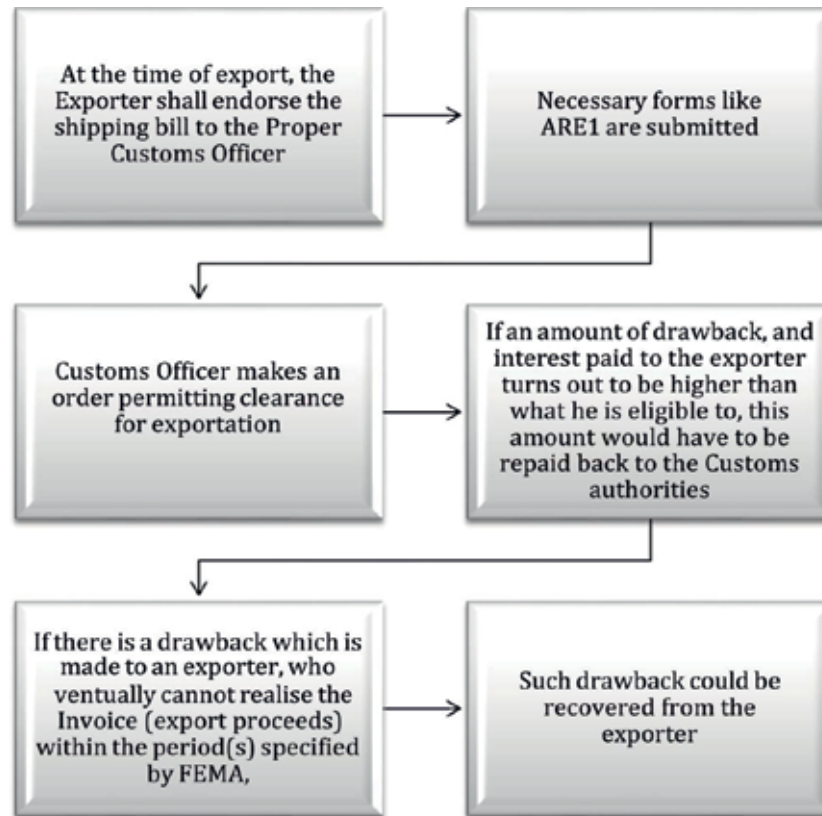 At the time of export, the
Exporter shall endorse the
shipping bill to the Proper
Customs Officer
Necessary forms like
ARE1 are submitted
Customs Officer makes an
order permitting clearance
for exportation
If an amount of drawback, and
interest paid to the exporter
turns out to be higher than
what he is eligible to, this
amount would have to be
repaid back to the Customs
authorities
If there is a drawback which is
made to an exporter, who
ventually cannot realise the
Invoice (export proceeds)
within the period(s) specified
by FEMA,
Such drawback could be
recovered from the
exporter